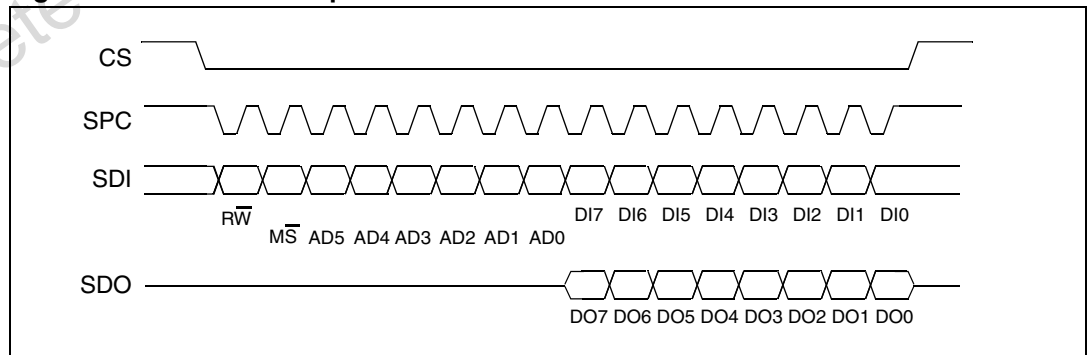 CS
SPC
SDI
RW̅
DI7 DI6 DI5 DI4 DI3 DI2 DI1 DI0
MS̅ AD5 AD4 AD3 AD2 AD1 AD0
SDO
DO7 DO6 DO5 DO4 DO3 DO2 DO1 DO0